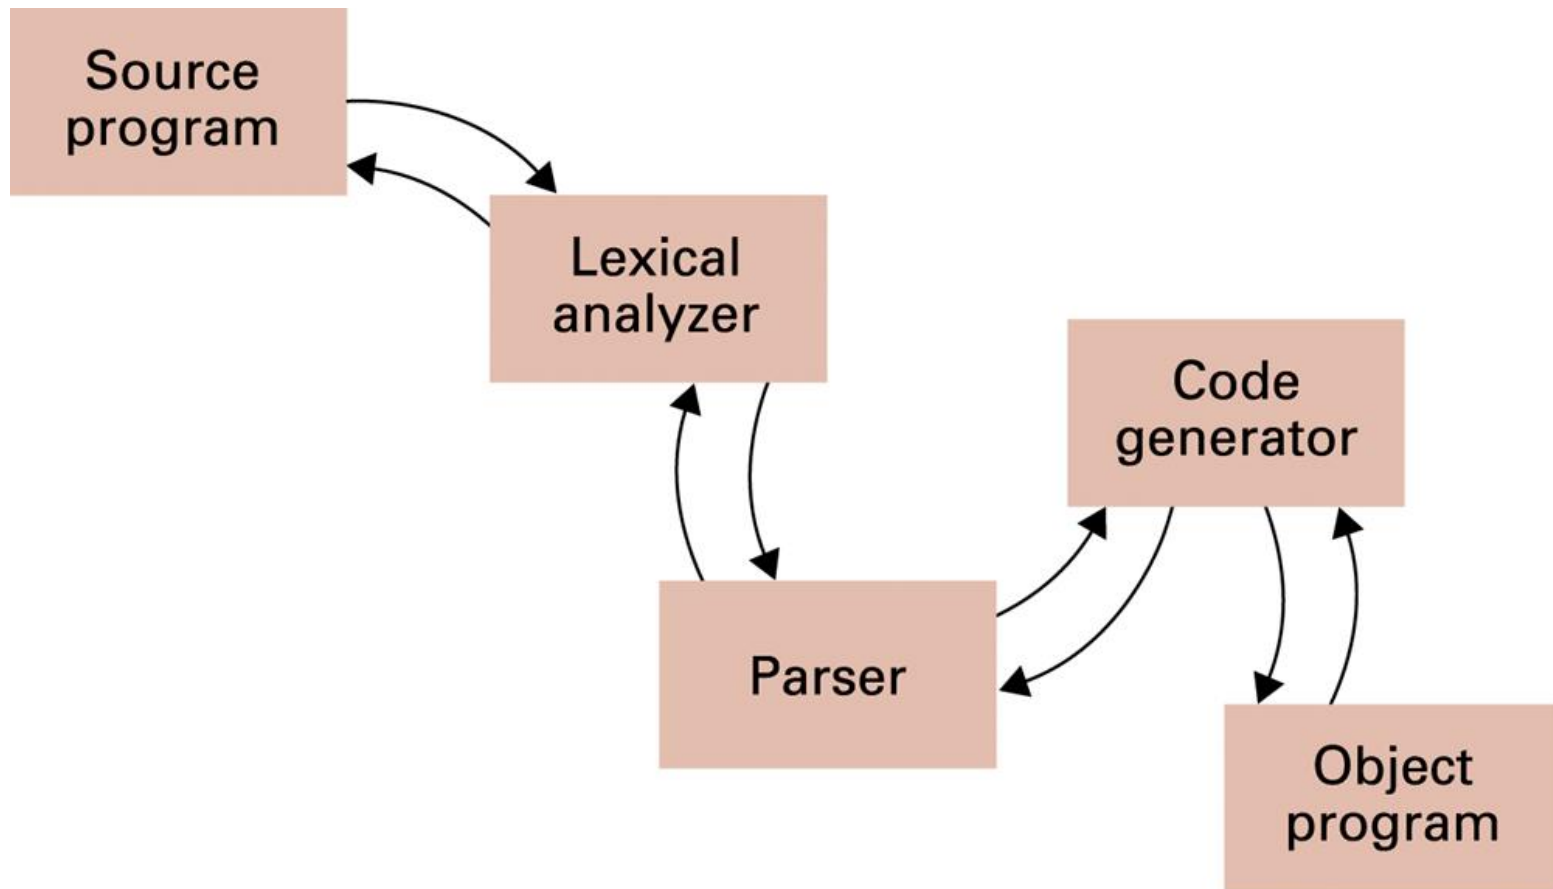 Source
program
Lexical
analyzer
Code
generator
Parser
Object
program